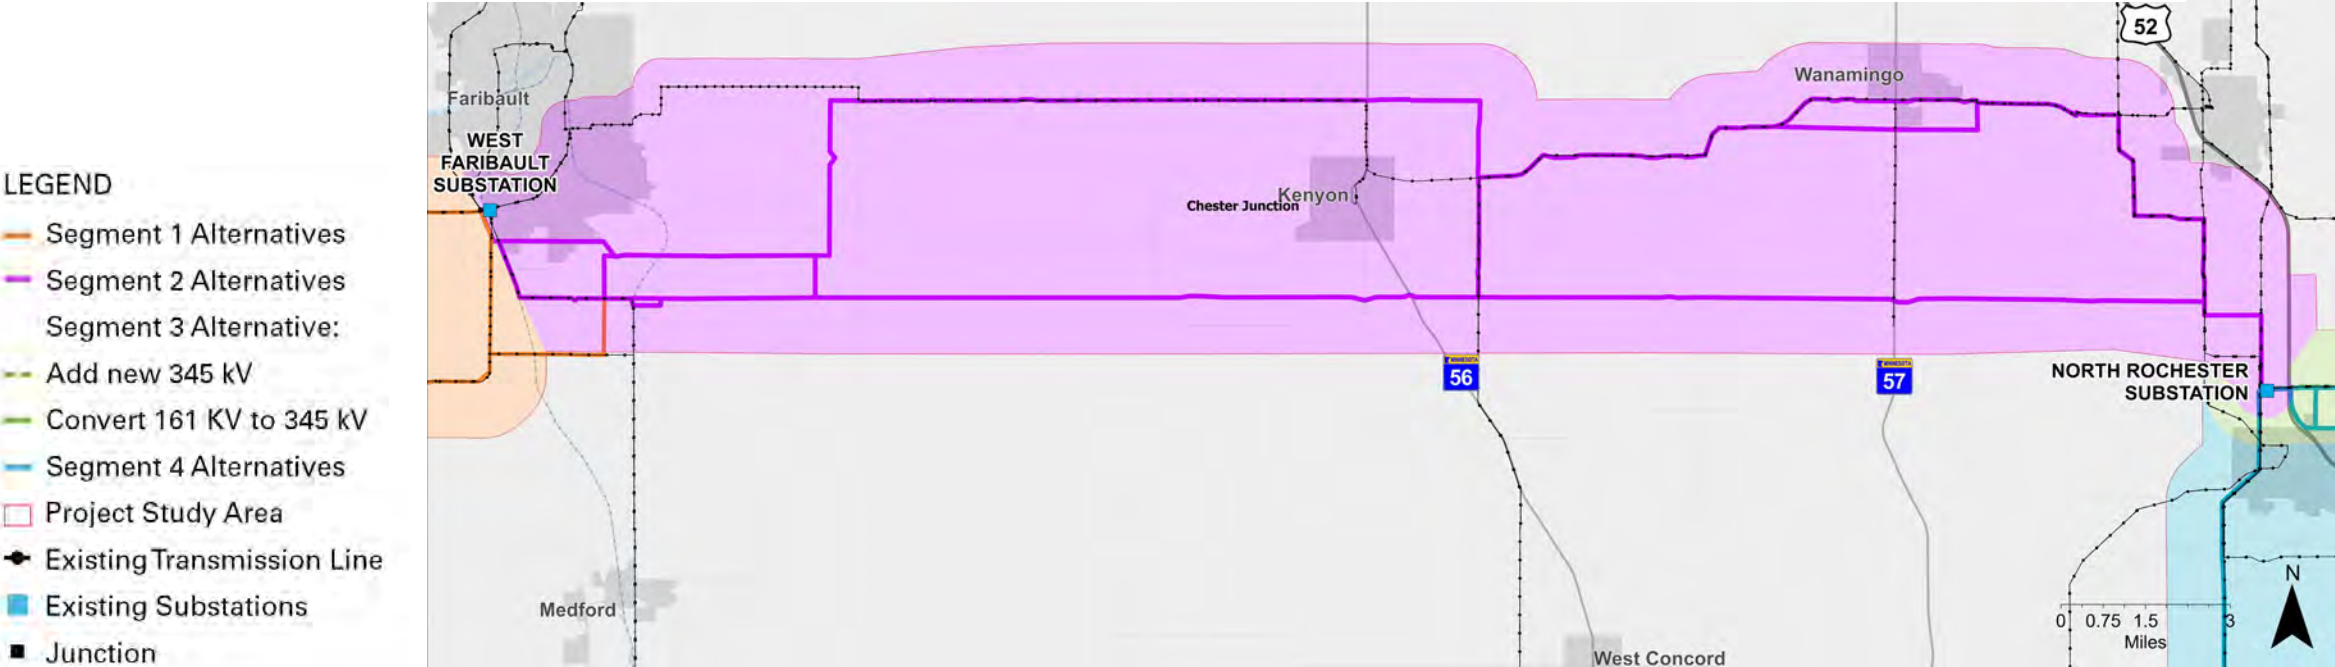 LEGEND
Segment 1 Alternatives
Segment 2 Alternatives
Segment 3 Alternative:
Add new 345 kV
Convert 161 KV to 345 kV
Segment 4 Alternatives
Project Study Area
Existing Transmission Line
Existing Substations
Junction
Faribault
WEST
FARIBAULT
SUBSTATION
Chester Junction
Kenyon
Wanamingo
52
MINNESOTA
56
MINNESOTA
57
NORTH ROCHESTER
SUBSTATION
Medford
West Concord
N
0 0.75 1.5 3
Miles